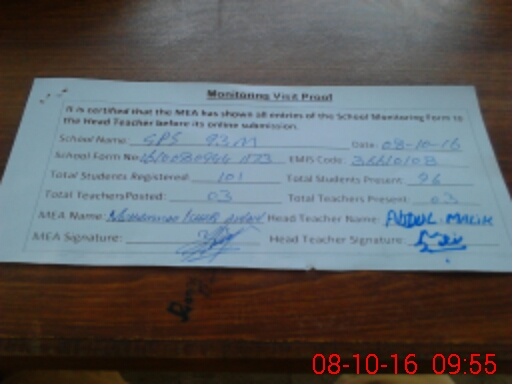 Monitoring Visit Proof
It is certified that the MEA has shown all entries of the School Monitoring Form to
the Head Teacher before its online submission.
School Name: GPS 93M Date: 08-10-16
School Form No: EMIS Code:
Total Students Registered: 101 Total Students Present: 96
Total Teachers Posted: 03 Total Teachers Present: 03
MEA Name: Head Teacher Name: ABDUL MALIK
MEA Signature: Head Teacher Signature:
08-10-16 09:55